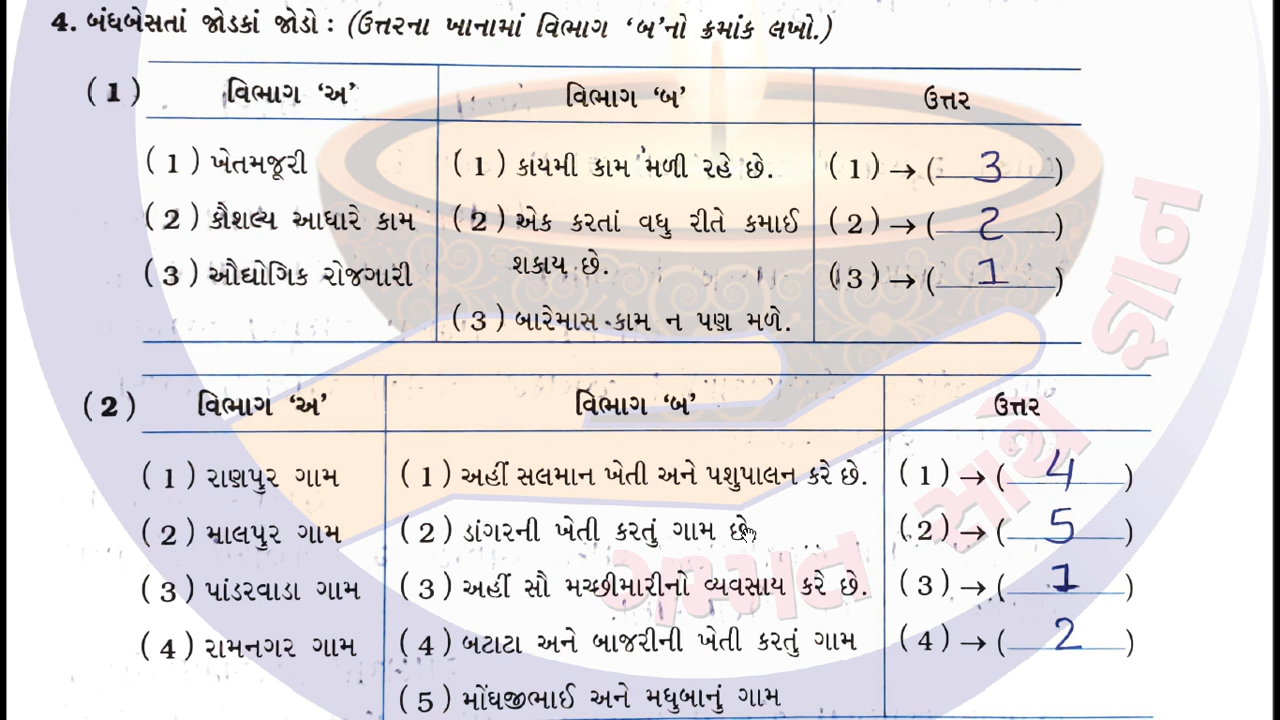 4. બંધબેસતાં જોડકાં જોડો : (ઉત્તરના ખાનામાં વિભાગ ‘બ’નો ક્રમાંક લખો.)
(1) વિભાગ ‘અ’ વિભાગ ‘બ’ ઉત્તર
(1) ખેતમજૂરી (1) કાયમી કામ મળી રહે છે. (1) → ( 3 )
(2) કૌશલ્ય આધારે કામ (2) એક કરતાં વધુ રીતે કમાઈ (2) → ( 2 )
શકાય છે.
(3) ઔદ્યોગિક રોજગારી (3) → ( 1 )
(3) બારેમાસ કામ ન પણ મળે.
(2) વિભાગ ‘અ’ વિભાગ ‘બ’ ઉત્તર
(1) રાણપુર ગામ (1) અહીં સલમાન ખેતી અને પશુપાલન કરે છે. (1) → ( 4 )
(2) માલપુર ગામ (2) ડાંગરની ખેતી કરતું ગામ છે. (2) → ( 5 )
(3) પાંડરવાડા ગામ (3) અહીં સૌ મચ્છીમારીનો વ્યવસાય કરે છે. (3) → ( 1 )
(4) રામનગર ગામ (4) બટાટા અને બાજરીની ખેતી કરતું ગામ (4) → ( 2 )
(5) મોંઘજીભાઈ અને મધુબાનું ગામ
ગમ્મત સાથે જ્ઞાન